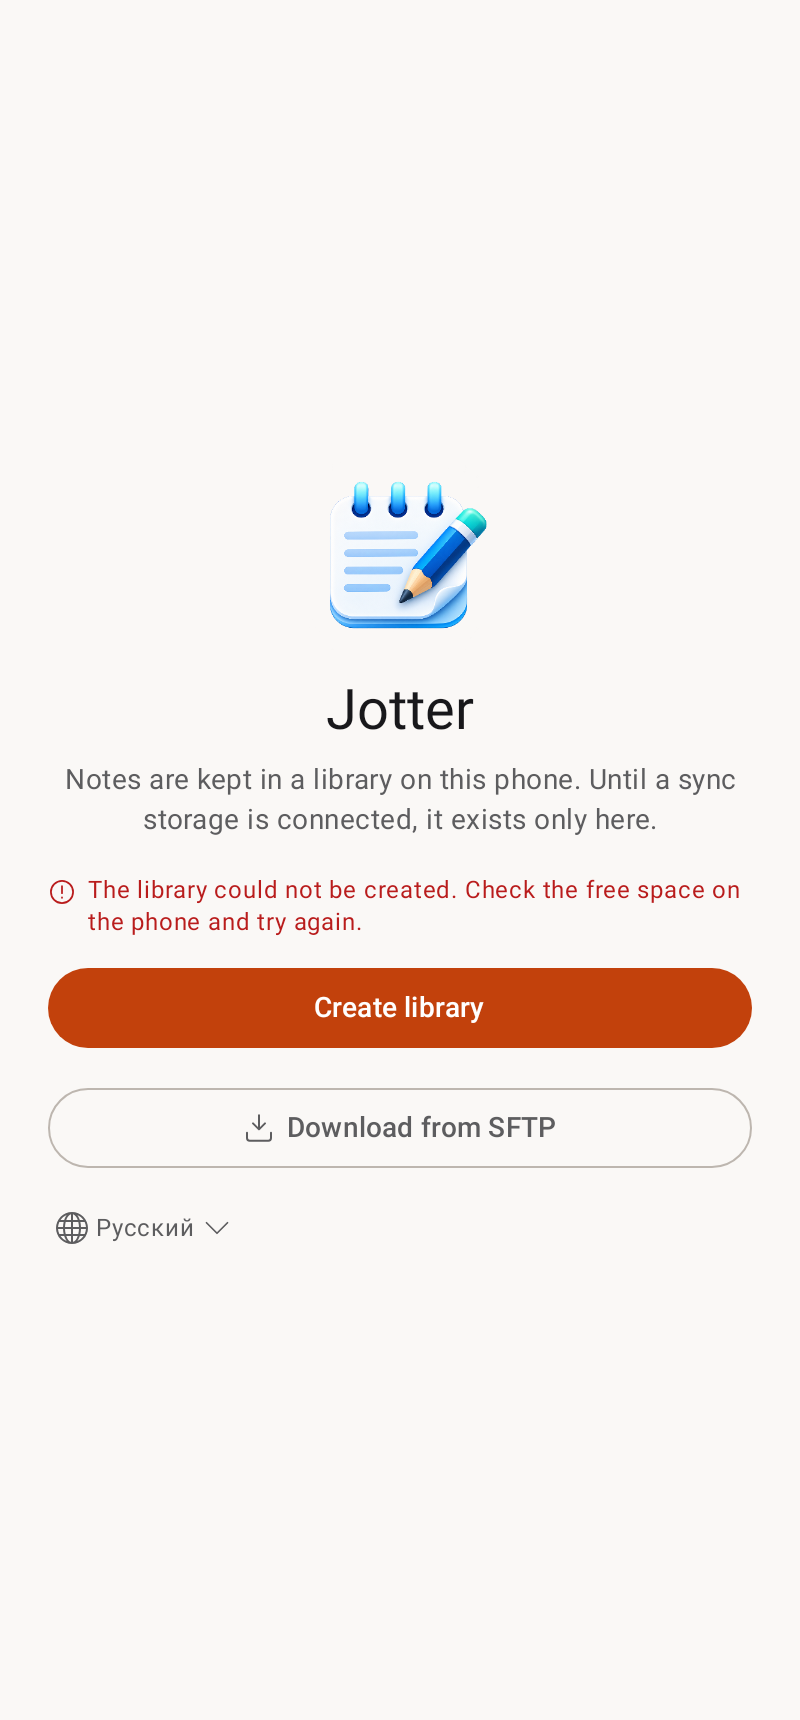 Jotter
Notes are kept in a library on this phone. Until a sync
storage is connected, it exists only here.
The library could not be created. Check the free space on
the phone and try again.
Create library
Download from SFTP
Русский